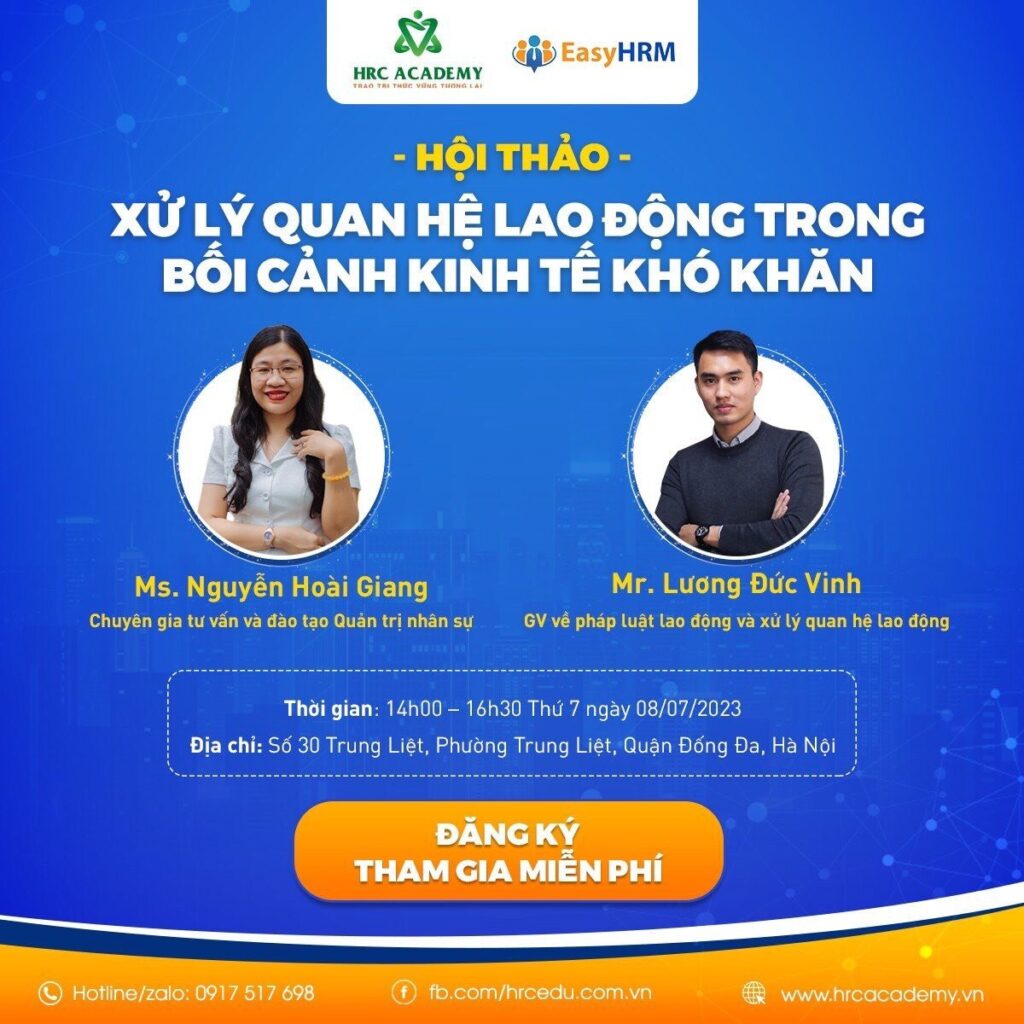 HRC ACADEMY
TRAO TRI THỨC VỮNG TƯƠNG LAI
EasyHRM
- HỘI THẢO -
XỬ LÝ QUAN HỆ LAO ĐỘNG TRONG
BỐI CẢNH KINH TẾ KHÓ KHĂN
Ms. Nguyễn Hoài Giang
Chuyên gia tư vấn và đào tạo Quản trị nhân sự
Mr. Lương Đức Vinh
GV về pháp luật lao động và xử lý quan hệ lao động
Thời gian: 14h00 – 16h30 Thứ 7 ngày 08/07/2023
Địa chỉ: Số 30 Trung Liệt, Phường Trung Liệt, Quận Đống Đa, Hà Nội
ĐĂNG KÝ
THAM GIA MIỄN PHÍ
Hotline/zalo: 0917 517 698
fb.com/hrcedu.com.vn
www.hrcacademy.vn